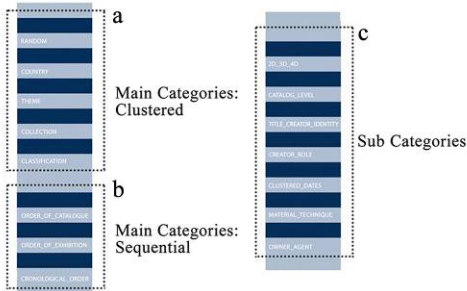 a
RANDOM
COUNTRY
THEME
COLLECTION
CLASSIFICATION
Main Categories:
Clustered
b
ORDER_OF_CATALOGUE
ORDER_OF_EXHIBITION
CRONOLOGICAL_ORDER
Main Categories:
Sequential
c
2D_3D_4D
CATALOG_LEVEL
TITLE_CREATOR_IDENTITY
CREATOR_ROLE
CLUSTERED_DATES
MATERIAL_TECHNIQUE
OWNER_AGENT
Sub Categories